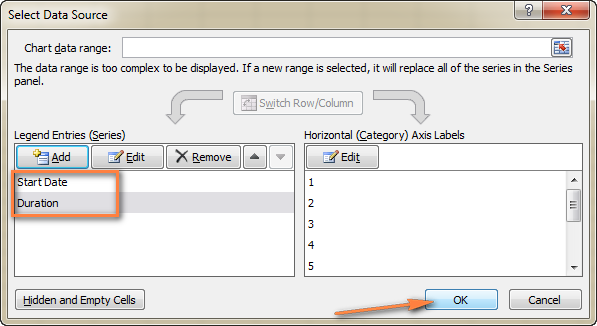 Select Data Source
Chart data range:
The data range is too complex to be displayed. If a new range is selected, it will replace all of the series in the Series
panel.
Switch Row/Column
Legend Entries (Series)
Horizontal (Category) Axis Labels
Add
Edit
Remove
Edit
Start Date
Duration
1
2
3
4
5
Hidden and Empty Cells
OK
Cancel